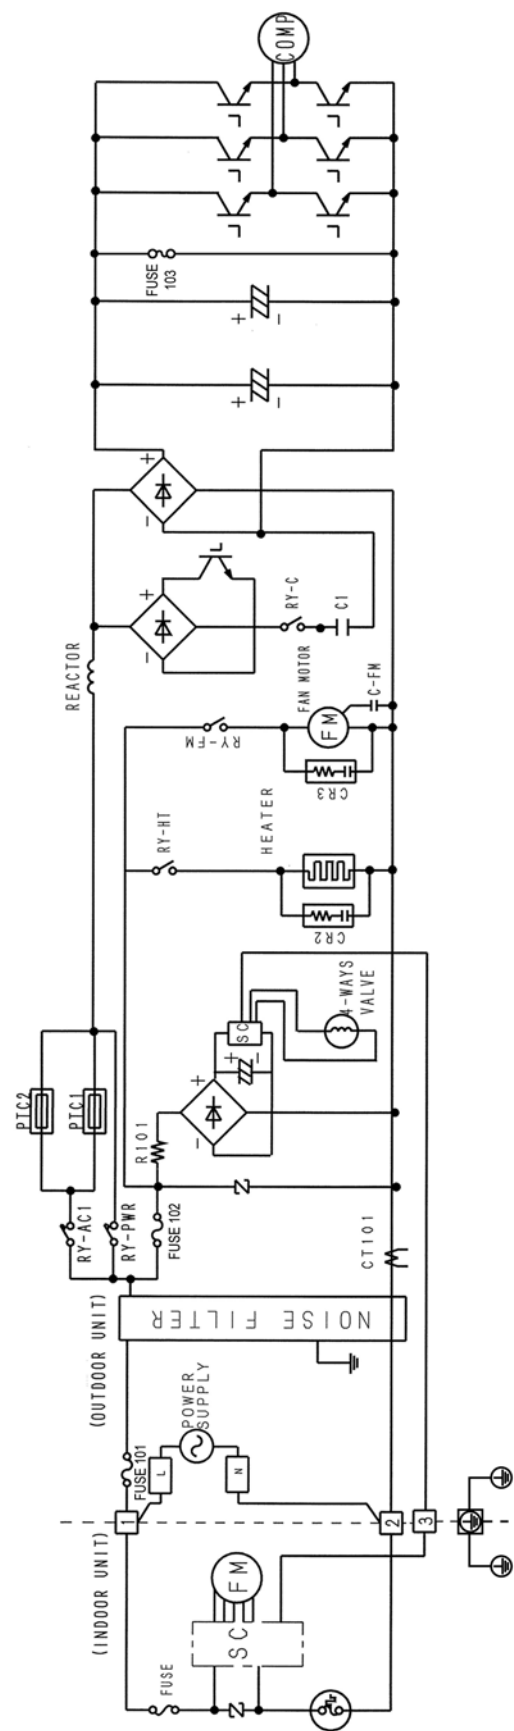 (INDOOR UNIT)
(OUTDOOR UNIT)
FUSE
SC
FM
1
2
3
FUSE 101
L
N
POWER
SUPPLY
NOISE FILTER
RY-AC1
RY-PWR
FUSE 102
CT101
PTC2
PTC1
R101
+
-
+
-
SC
4-WAYS
VALVE
RY-HT
HEATER
CR2
REACTOR
RY-FM
FAN MOTOR
FM
CR3
C-FM
+
-
RY-C
C1
+
-
+
-
+
-
FUSE
103
COMP